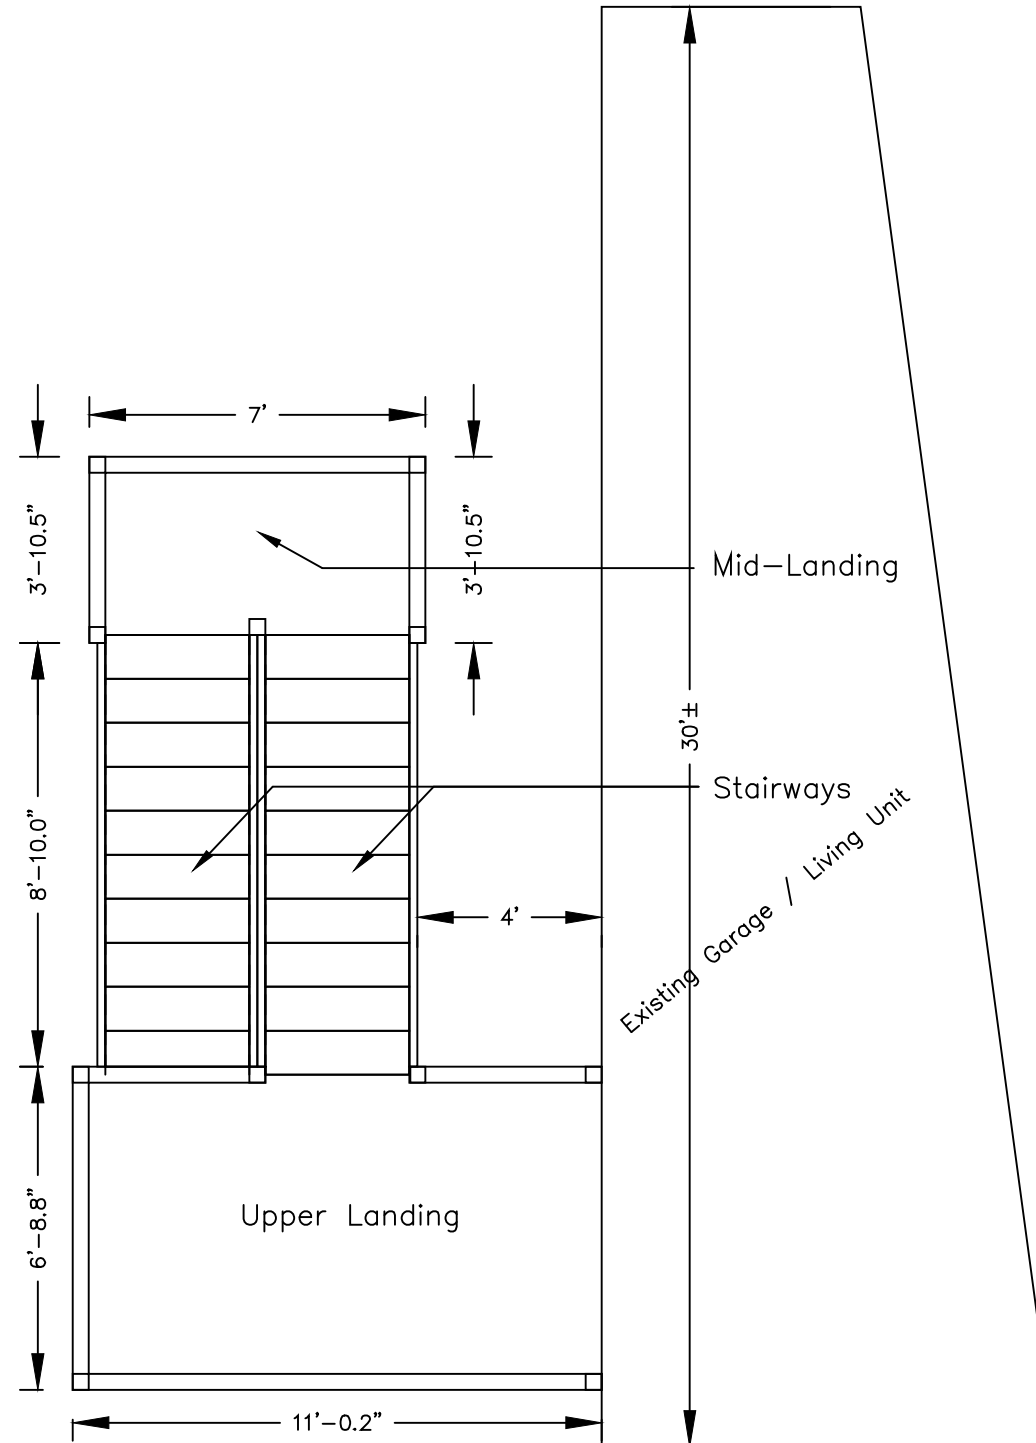 7'
3'-10.5"
3'-10.5"
Mid-Landing
30'±
Stairways
8'-10.0"
4'
Existing Garage / Living Unit
6'-8.8"
Upper Landing
11'-0.2"